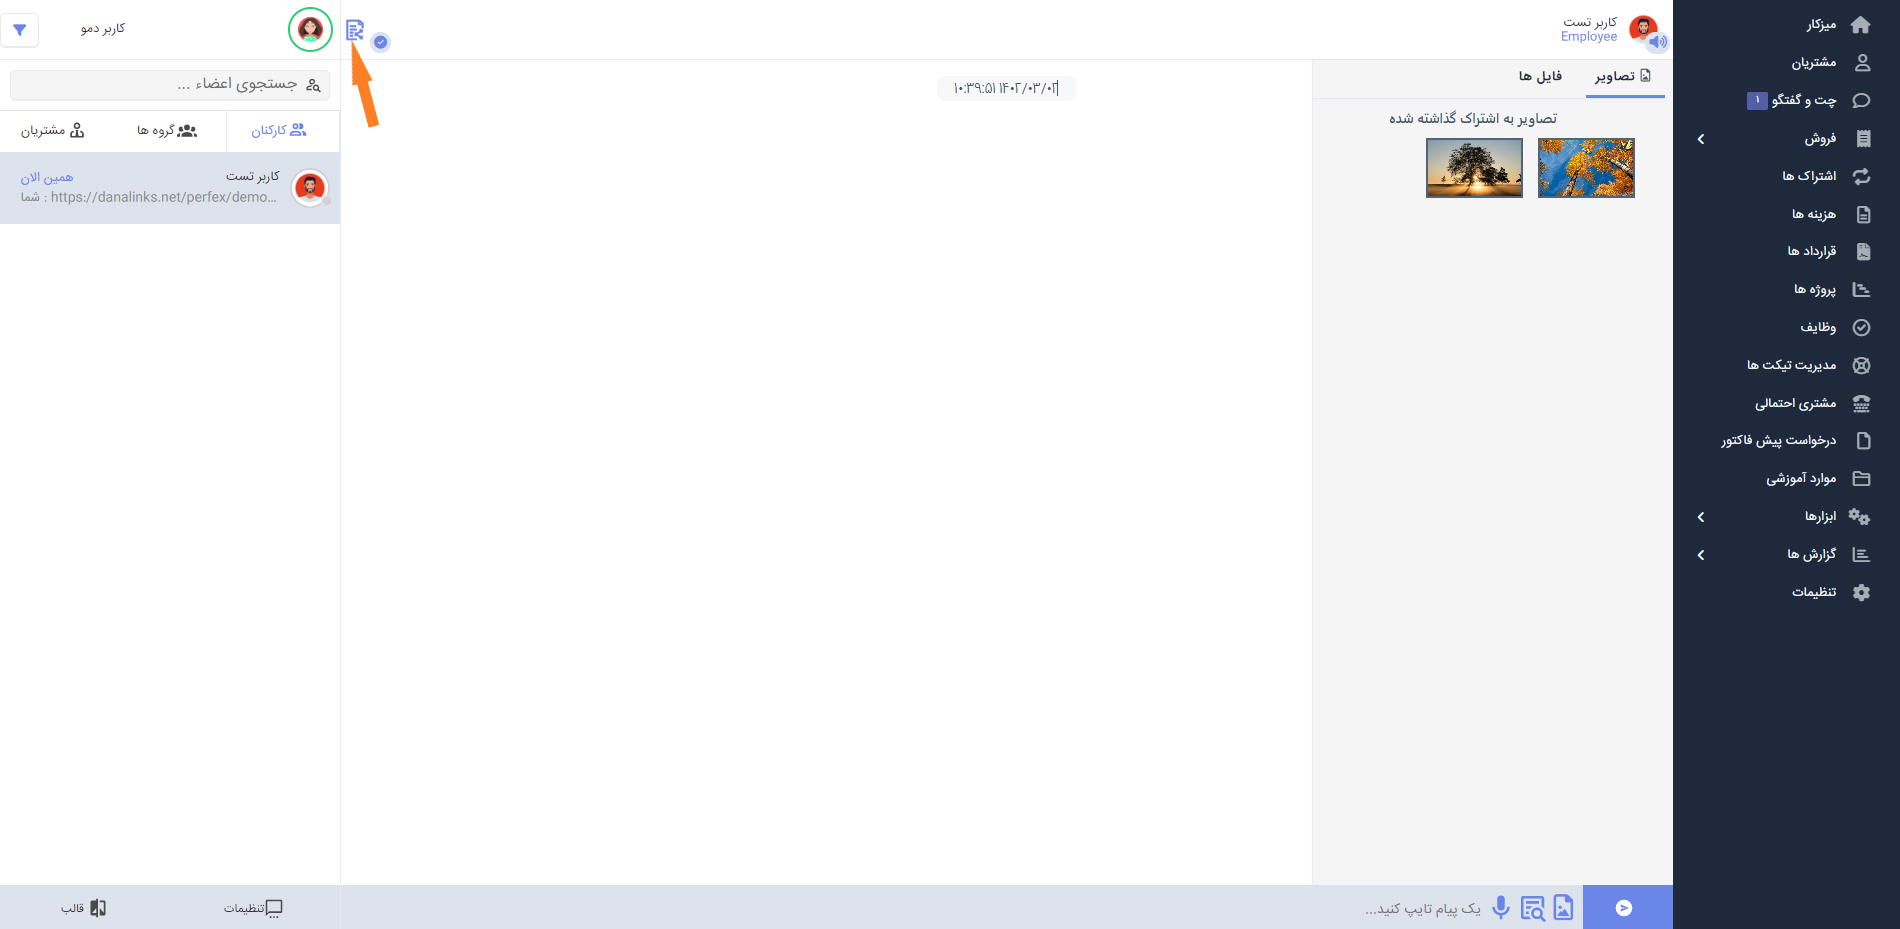 میزکار
مشتریان
چت و گفتگو ۱
فروش
اشتراک ها
هزینه ها
قرارداد ها
پروژه ها
وظایف
مدیریت تیکت ها
مشتری احتمالی
درخواست پیش فاکتور
موارد آموزشی
ابزارها
گزارش ها
تنظیمات
کاربر تست
Employee
تصاویر
فایل ها
تصاویر به اشتراک گذاشته شده
۱۴۰۲/۰۳/۰۲ ۱۰:۳۹:۵۱
یک پیام تایپ کنید...
کاربر دمو
جستجوی اعضاء ...
کارکنان
گروه ها
مشتریان
کاربر تست
همین الان
شما : https://danalinks.net/perfex/demo...
تنظیمات
قالب